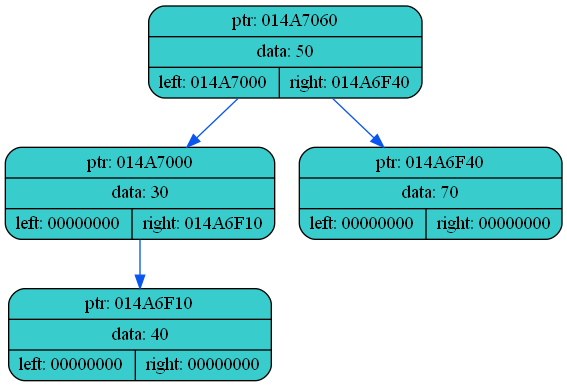 ptr: 014A7060
data: 50
left: 014A7000 right: 014A6F40
ptr: 014A7000
data: 30
left: 00000000 right: 014A6F10
ptr: 014A6F40
data: 70
left: 00000000 right: 00000000
ptr: 014A6F10
data: 40
left: 00000000 right: 00000000